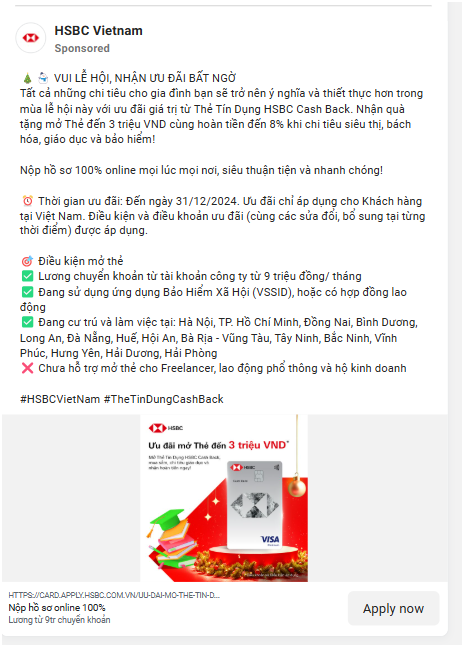 HSBC Vietnam
Sponsored
🎄 ⛄ VUI LỄ HỘI, NHẬN ƯU ĐÃI BẤT NGỜ
Tất cả những chi tiêu cho gia đình bạn sẽ trở nên ý nghĩa và thiết thực hơn trong
mùa lễ hội này với ưu đãi giá trị từ Thẻ Tín Dụng HSBC Cash Back. Nhận quà
tặng mở Thẻ đến 3 triệu VND cùng hoàn tiền đến 8% khi chi tiêu siêu thị, bách
hóa, giáo dục và bảo hiểm!
Nộp hồ sơ 100% online mọi lúc mọi nơi, siêu thuận tiện và nhanh chóng!
⏰ Thời gian ưu đãi: Đến ngày 31/12/2024. Ưu đãi chỉ áp dụng cho Khách hàng
tại Việt Nam. Điều kiện và điều khoản ưu đãi (cùng các sửa đổi, bổ sung tại từng
thời điểm) được áp dụng.
🎯 Điều kiện mở thẻ
✅ Lương chuyển khoản từ tài khoản công ty từ 9 triệu đồng/ tháng
✅ Đang sử dụng ứng dụng Bảo Hiểm Xã Hội (VSSID), hoặc có hợp đồng lao
động
✅ Đang cư trú và làm việc tại: Hà Nội, TP. Hồ Chí Minh, Đồng Nai, Bình Dương,
Long An, Đà Nẵng, Huế, Hội An, Bà Rịa - Vũng Tàu, Tây Ninh, Bắc Ninh, Vĩnh
Phúc, Hưng Yên, Hải Dương, Hải Phòng
❌ Chưa hỗ trợ mở thẻ cho Freelancer, lao động phổ thông và hộ kinh doanh
#HSBCVietNam #TheTinDungCashBack
HSBC
Ưu đãi mở Thẻ đến 3 triệu VND*
Mở Thẻ Tín Dụng HSBC Cash Back,
mua sắm, chi tiêu giáo dục và
nhận hoàn tiền ngay!
HSBC
VISA
HTTPS://CARD.APPLY.HSBC.COM.VN/UU-DAI-MO-THE-TIN-D...
Nộp hồ sơ online 100%
Lương từ 9tr chuyển khoản
Apply now